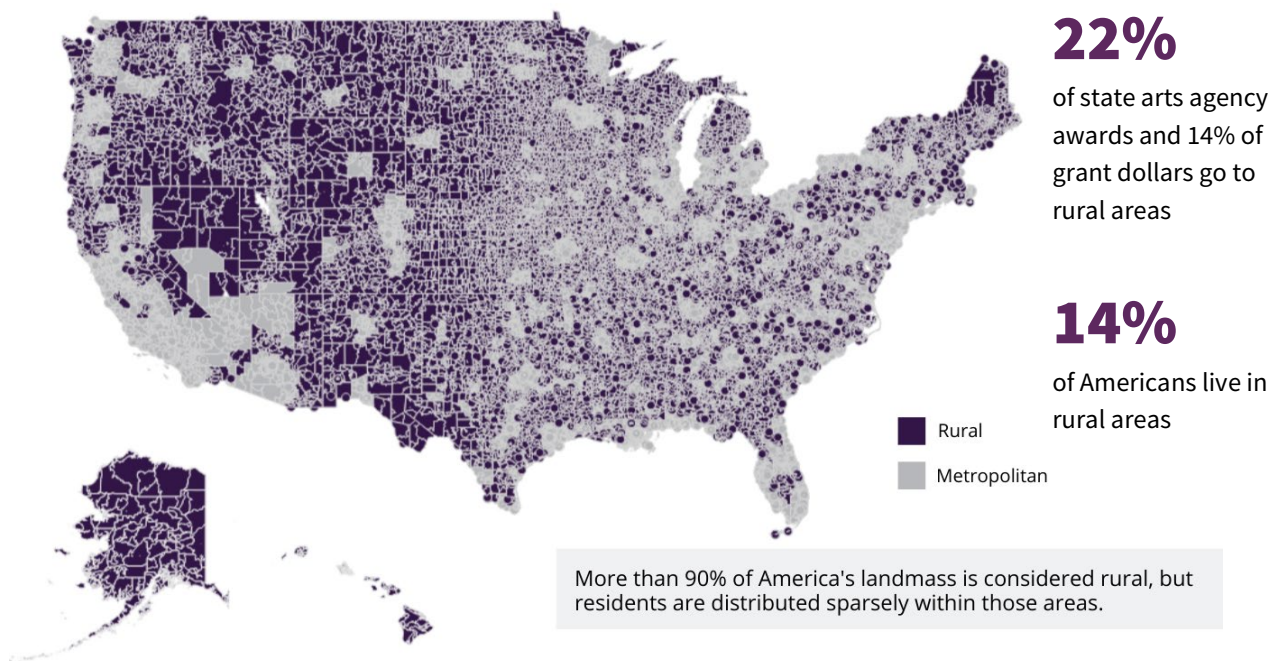 22%
of state arts agency
awards and 14% of
grant dollars go to
rural areas
14%
of Americans live in
rural areas
Rural
Metropolitan
More than 90% of America's landmass is considered rural, but
residents are distributed sparsely within those areas.